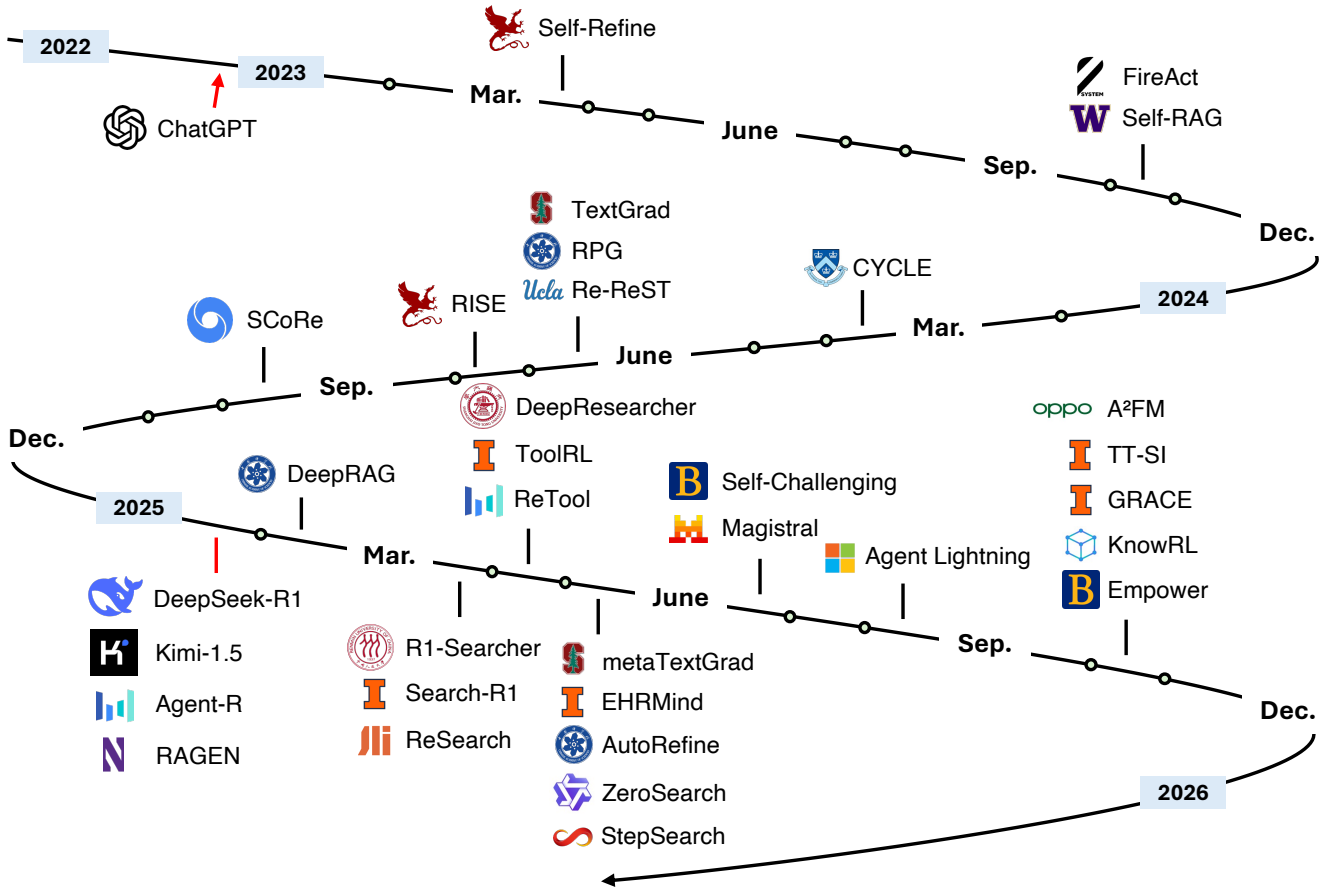 2022
2023
ChatGPT
Mar.
Self-Refine
June
Sep.
SYSTEM
FireAct
W
Self-RAG
Dec.
2024
Mar.
CYCLE
June
TextGrad
RPG
Ucla Re-ReST
RISE
Sep.
SCoRe
Dec.
2025
DeepSeek-R1
Kimi-1.5
Agent-R
N RAGEN
DeepRAG
Mar.
R1-Searcher
I Search-R1
ReSearch
DeepResearcher
I ToolRL
ReTool
metaTextGrad
I EHRMind
AutoRefine
ZeroSearch
StepSearch
June
B Self-Challenging
Magistral
Agent Lightning
Sep.
oppo A²FM
I TT-SI
I GRACE
KnowRL
B Empower
Dec.
2026